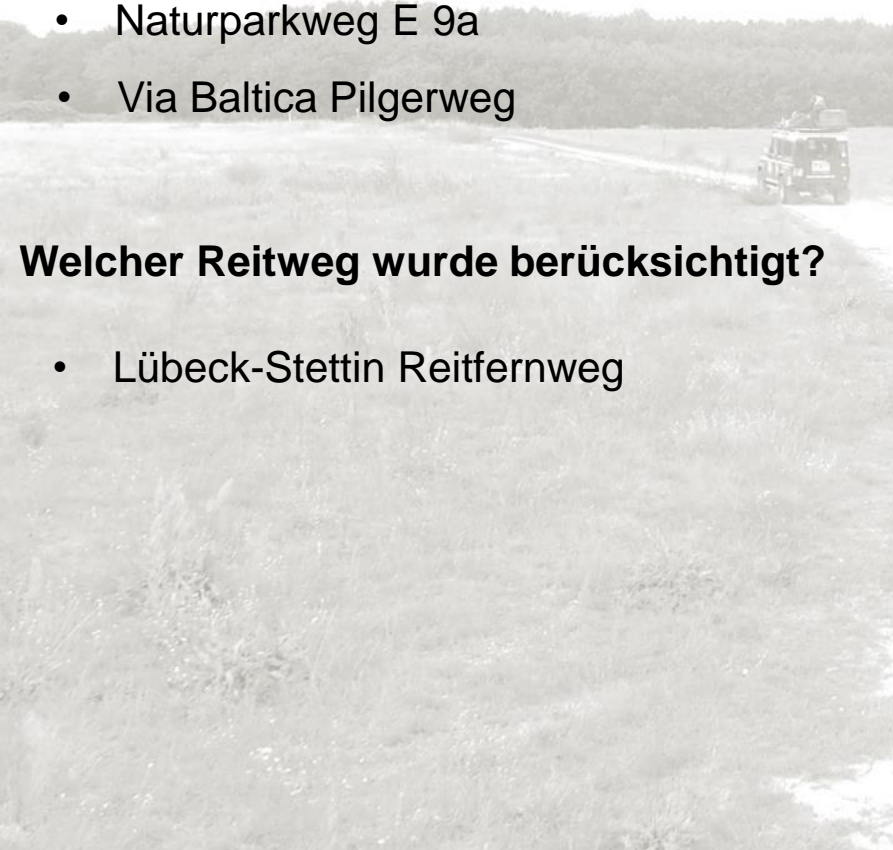 • Naturparkweg E 9a
• Via Baltica Pilgerweg
Welcher Reitweg wurde berücksichtigt?
• Lübeck-Stettin Reitfernweg